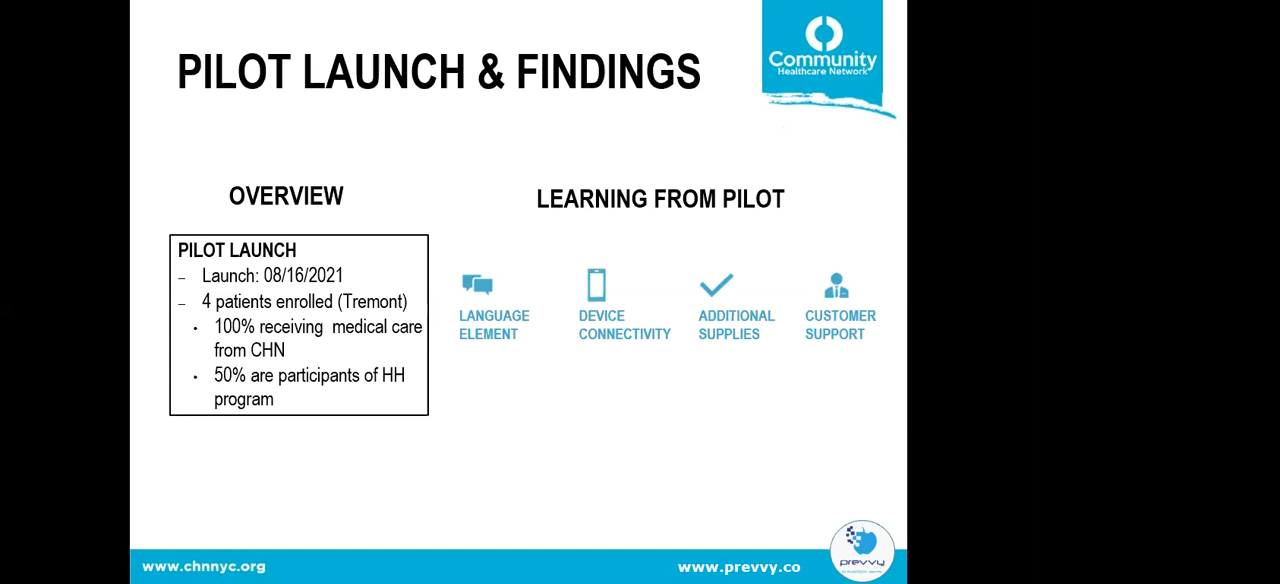 PILOT LAUNCH & FINDINGS
Community
Healthcare Network
OVERVIEW
PILOT LAUNCH
– Launch: 08/16/2021
– 4 patients enrolled (Tremont)
• 100% receiving medical care
from CHN
• 50% are participants of HH
program
LEARNING FROM PILOT
LANGUAGE
ELEMENT
DEVICE
CONNECTIVITY
ADDITIONAL
SUPPLIES
CUSTOMER
SUPPORT
www.chnnyc.org
www.prevvy.co
prevvy